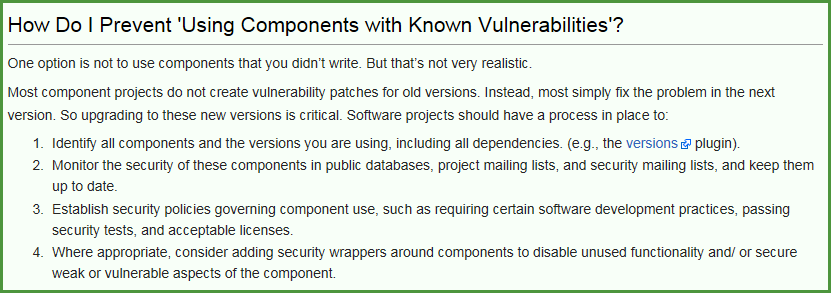 How Do I Prevent 'Using Components with Known Vulnerabilities'?
One option is not to use components that you didn't write. But that's not very realistic.
Most component projects do not create vulnerability patches for old versions. Instead, most simply fix the problem in the next
version. So upgrading to these new versions is critical. Software projects should have a process in place to:
1. Identify all components and the versions you are using, including all dependencies. (e.g., the versions plugin).
2. Monitor the security of these components in public databases, project mailing lists, and security mailing lists, and keep them
up to date.
3. Establish security policies governing component use, such as requiring certain software development practices, passing
security tests, and acceptable licenses.
4. Where appropriate, consider adding security wrappers around components to disable unused functionality and/ or secure
weak or vulnerable aspects of the component.